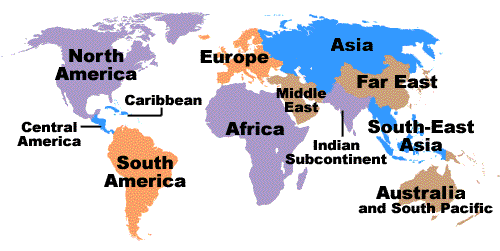 North
America
Europe
Asia
Far East
Middle
East
Caribbean
Central
America
Africa
Indian
Subcontinent
South-East
Asia
South
America
Australia
and South Pacific